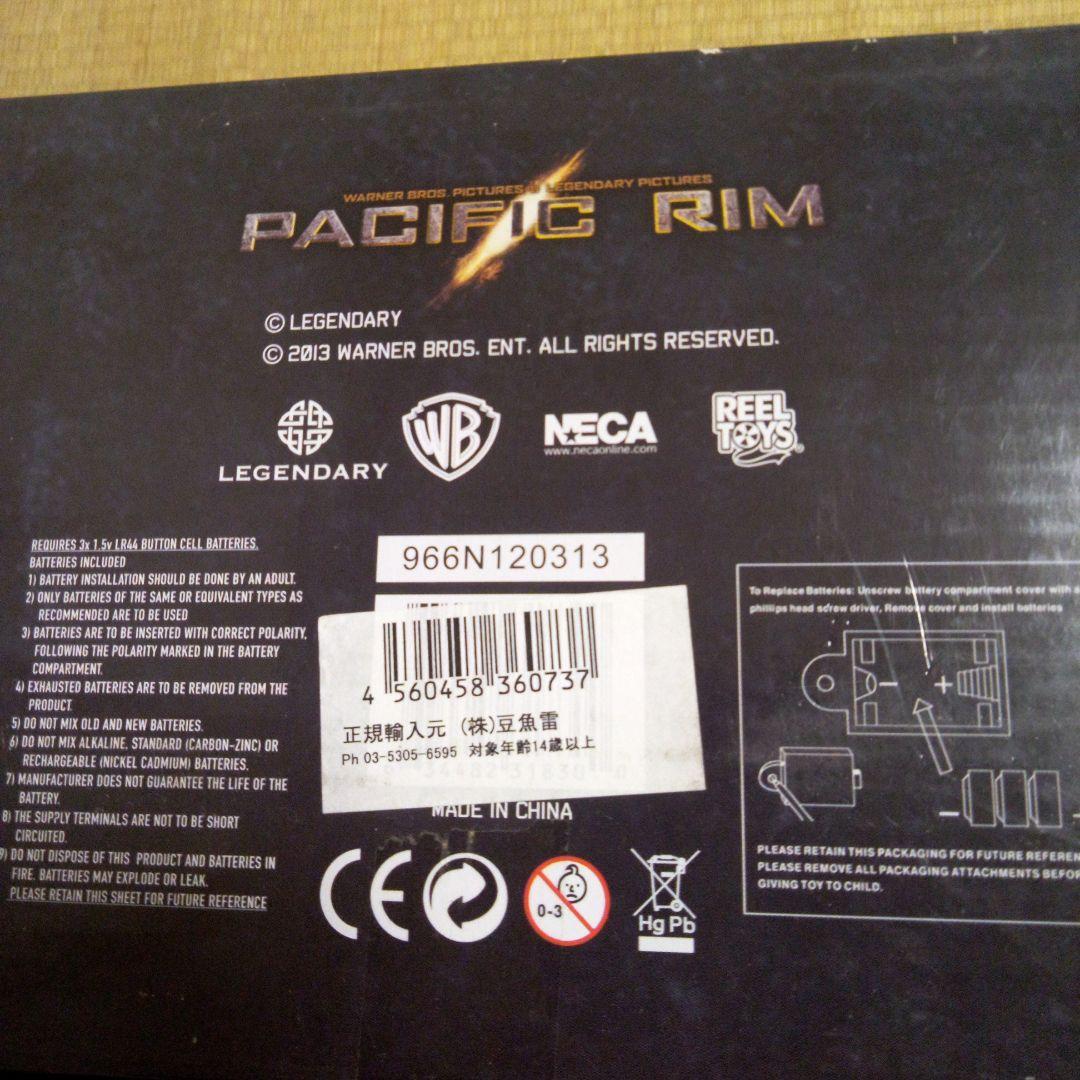 WARNER BROS. PICTURES & LEGENDARY PICTURES
PACIFIC RIM
© LEGENDARY
© 2013 WARNER BROS. ENT. ALL RIGHTS RESERVED.
LEGENDARY
WB
NECA
www.necaonline.com
REEL
TOYS®
REQUIRES 3x 1.5v LR44 BUTTON CELL BATTERIES.
BATTERIES INCLUDED
1) BATTERY INSTALLATION SHOULD BE DONE BY AN ADULT.
2) ONLY BATTERIES OF THE SAME OR EQUIVALENT TYPES AS
RECOMMENDED ARE TO BE USED
3) BATTERIES ARE TO BE INSERTED WITH CORRECT POLARITY,
FOLLOWING THE POLARITY MARKED IN THE BATTERY
COMPARTMENT.
4) EXHAUSTED BATTERIES ARE TO BE REMOVED FROM THE
PRODUCT.
5) DO NOT MIX OLD AND NEW BATTERIES.
6) DO NOT MIX ALKALINE, STANDARD (CARBON-ZINC) OR
RECHARGEABLE (NICKEL CADMIUM) BATTERIES.
7) MANUFACTURER DOES NOT GUARANTEE THE LIFE OF THE
BATTERY.
8) THE SUPPLY TERMINALS ARE NOT TO BE SHORT
CIRCUITED.
9) DO NOT DISPOSE OF THIS PRODUCT AND BATTERIES IN
FIRE. BATTERIES MAY EXPLODE OR LEAK.
PLEASE RETAIN THIS SHEET FOR FUTURE REFERENCE
966N120313
4 560458 360737
正規輸入元 (株)豆魚雷
Ph 03-5305-6595 対象年齢14歳以上
MADE IN CHINA
CE
0-3
Hg Pb
To Replace Batteries: Unscrew battery compartment cover with a
phillips head screw driver, Remove cover and install batteries
− +
−
PLEASE RETAIN THIS PACKAGING FOR FUTURE REFEREN
PLEASE REMOVE ALL PACKAGING ATTACHMENTS BEFOR
GIVING TOY TO CHILD.